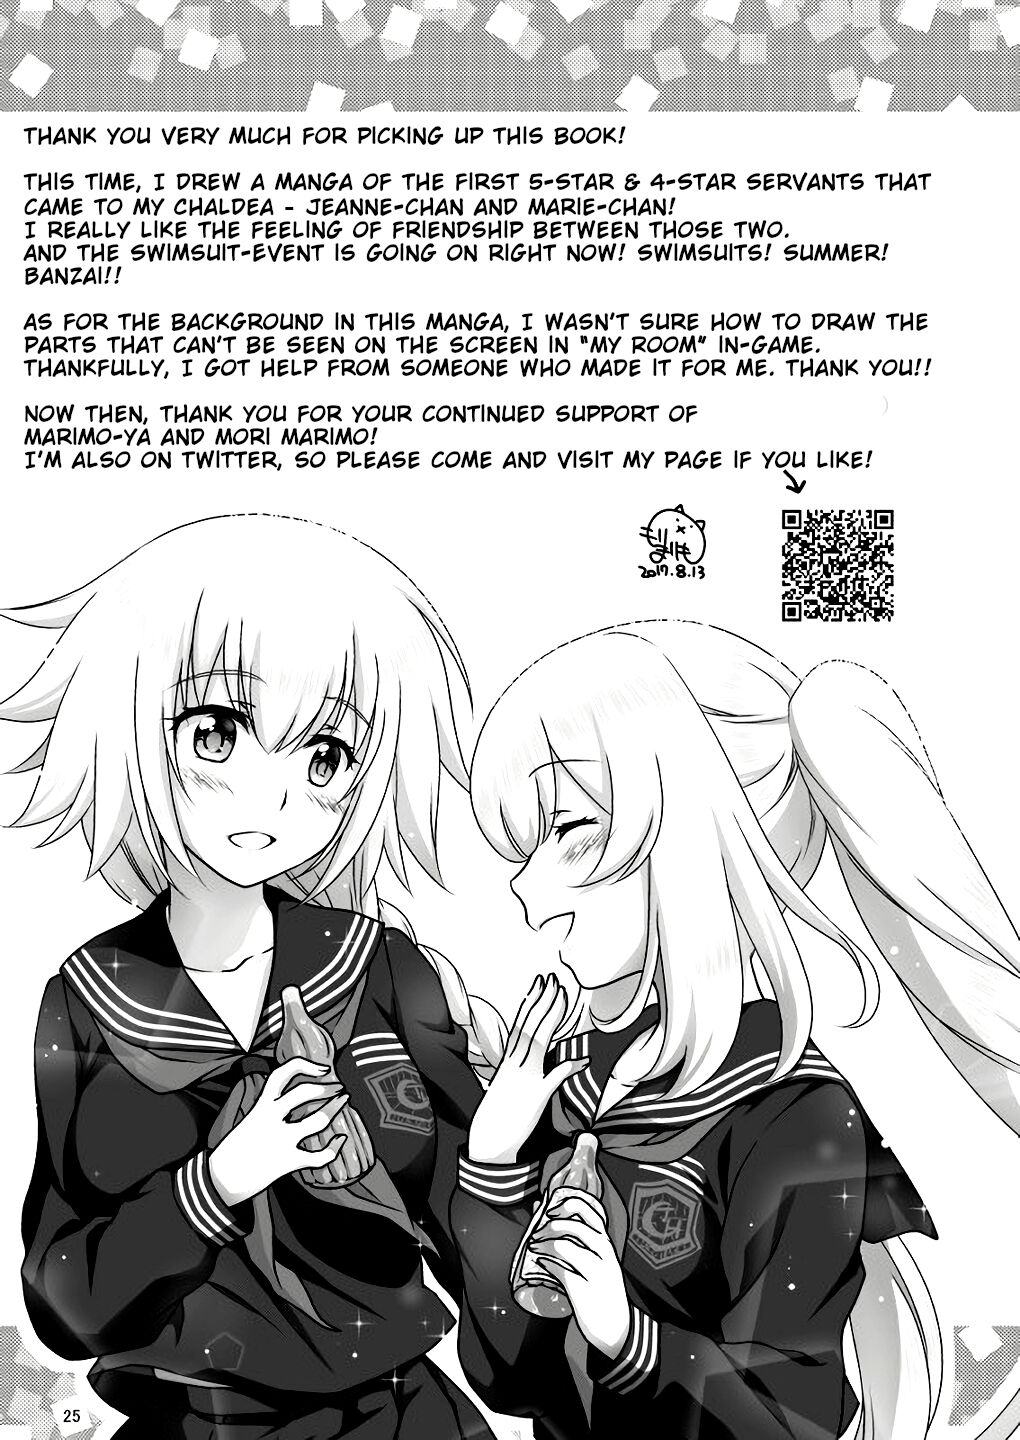 THANK YOU VERY MUCH FOR PICKING UP THIS BOOK!
THIS TIME, I DREW A MANGA OF THE FIRST 5-STAR & 4-STAR SERVANTS THAT
CAME TO MY CHALDEA - JEANNE-CHAN AND MARIE-CHAN!
I REALLY LIKE THE FEELING OF FRIENDSHIP BETWEEN THOSE TWO.
AND THE SWIMSUIT-EVENT IS GOING ON RIGHT NOW! SWIMSUITS! SUMMER!
BANZAI!!
AS FOR THE BACKGROUND IN THIS MANGA, I WASN'T SURE HOW TO DRAW THE
PARTS THAT CAN'T BE SEEN ON THE SCREEN IN "MY ROOM" IN-GAME.
THANKFULLY, I GOT HELP FROM SOMEONE WHO MADE IT FOR ME. THANK YOU!!
NOW THEN, THANK YOU FOR YOUR CONTINUED SUPPORT OF
MARIMO-YA AND MORI MARIMO!
I'M ALSO ON TWITTER, SO PLEASE COME AND VISIT MY PAGE IF YOU LIKE!
2017.8.13
25